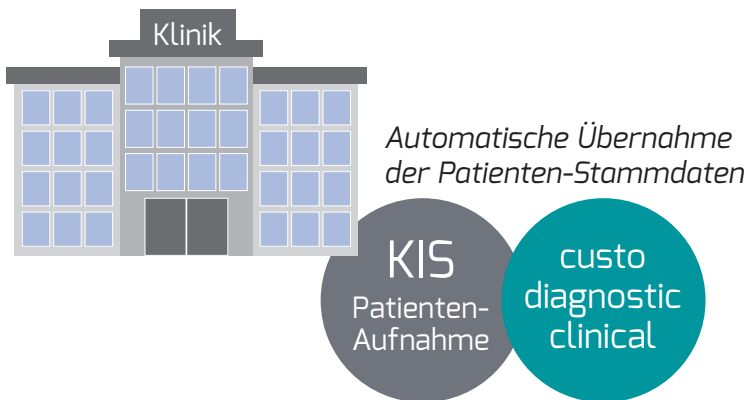 Klinik
Automatische Übernahme
der Patienten-Stammdaten
KIS
Patienten-
Aufnahme
custo
diagnostic
clinical